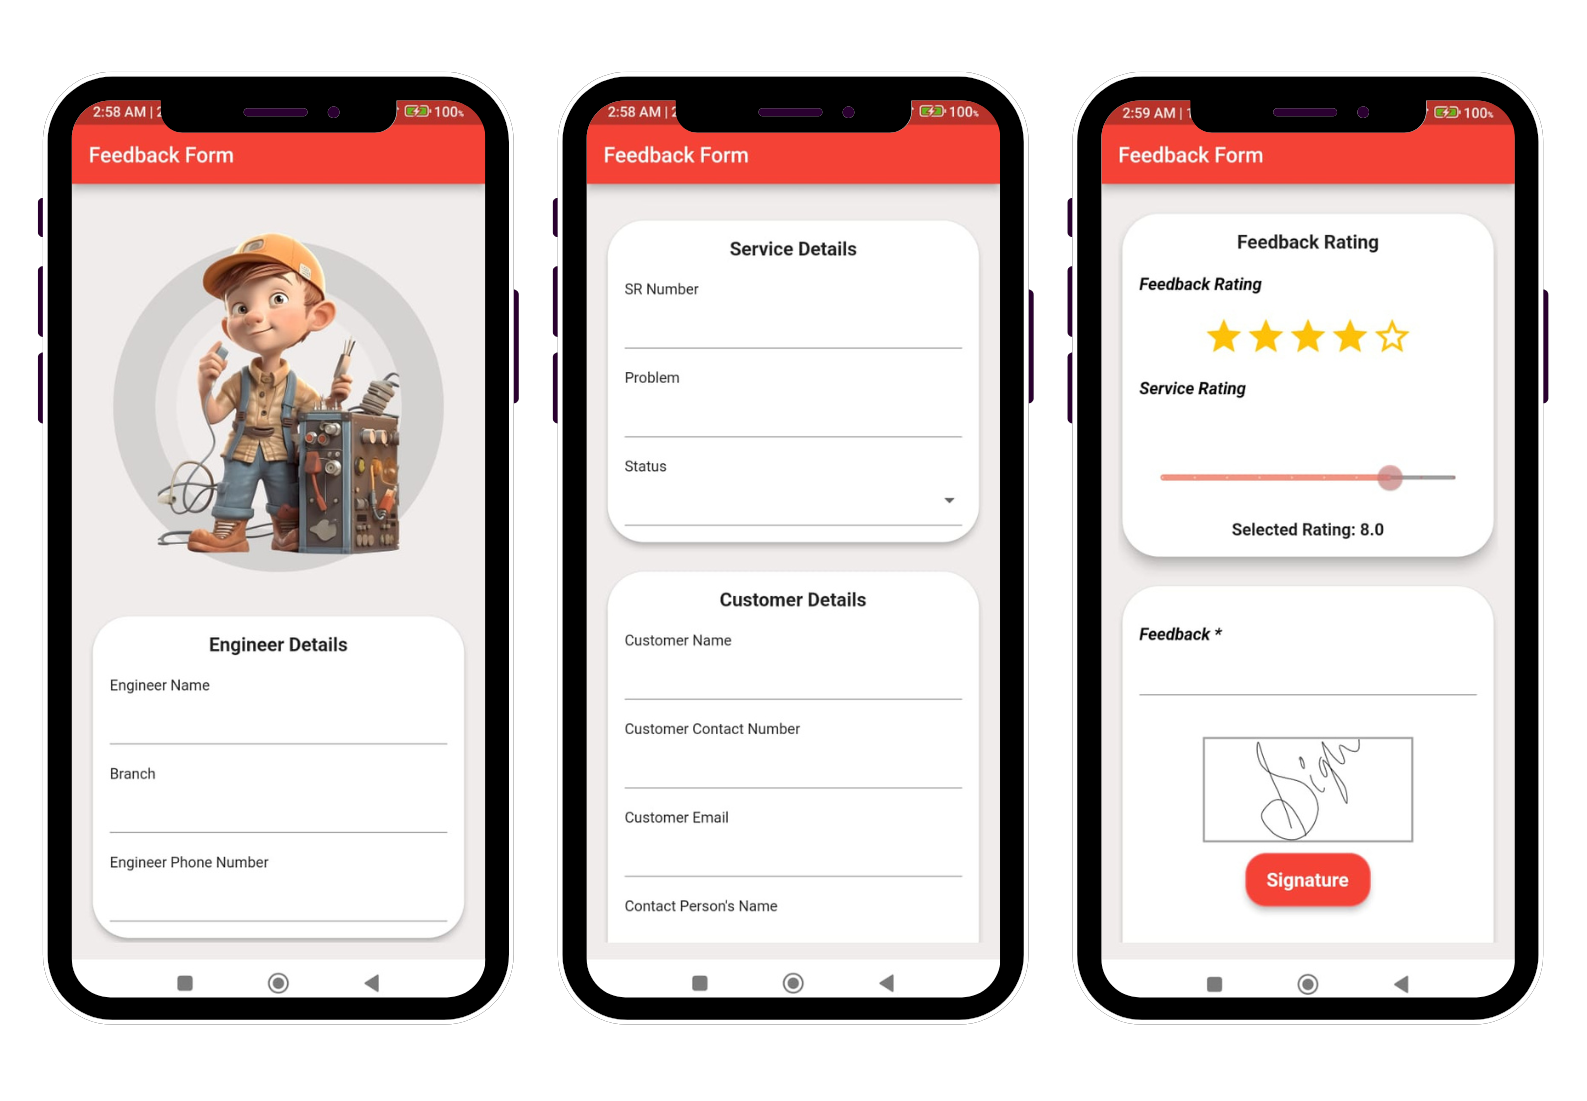 2:58 AM |
100%
Feedback Form
Engineer Details
Engineer Name
Branch
Engineer Phone Number
2:58 AM |
100%
Feedback Form
Service Details
SR Number
Problem
Status
Customer Details
Customer Name
Customer Contact Number
Customer Email
Contact Person's Name
2:59 AM |
100%
Feedback Form
Feedback Rating
Feedback Rating
Service Rating
Selected Rating: 8.0
Feedback *
Sign
Signature